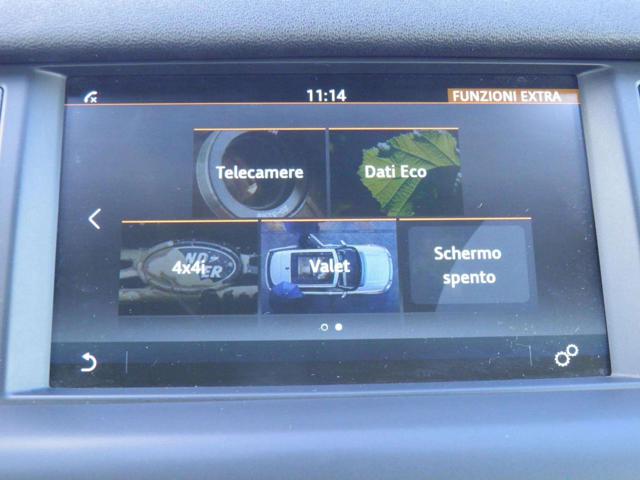 11:14
FUNZIONI EXTRA
Telecamere
Dati Eco
4x4i
Valet
Schermo
spento